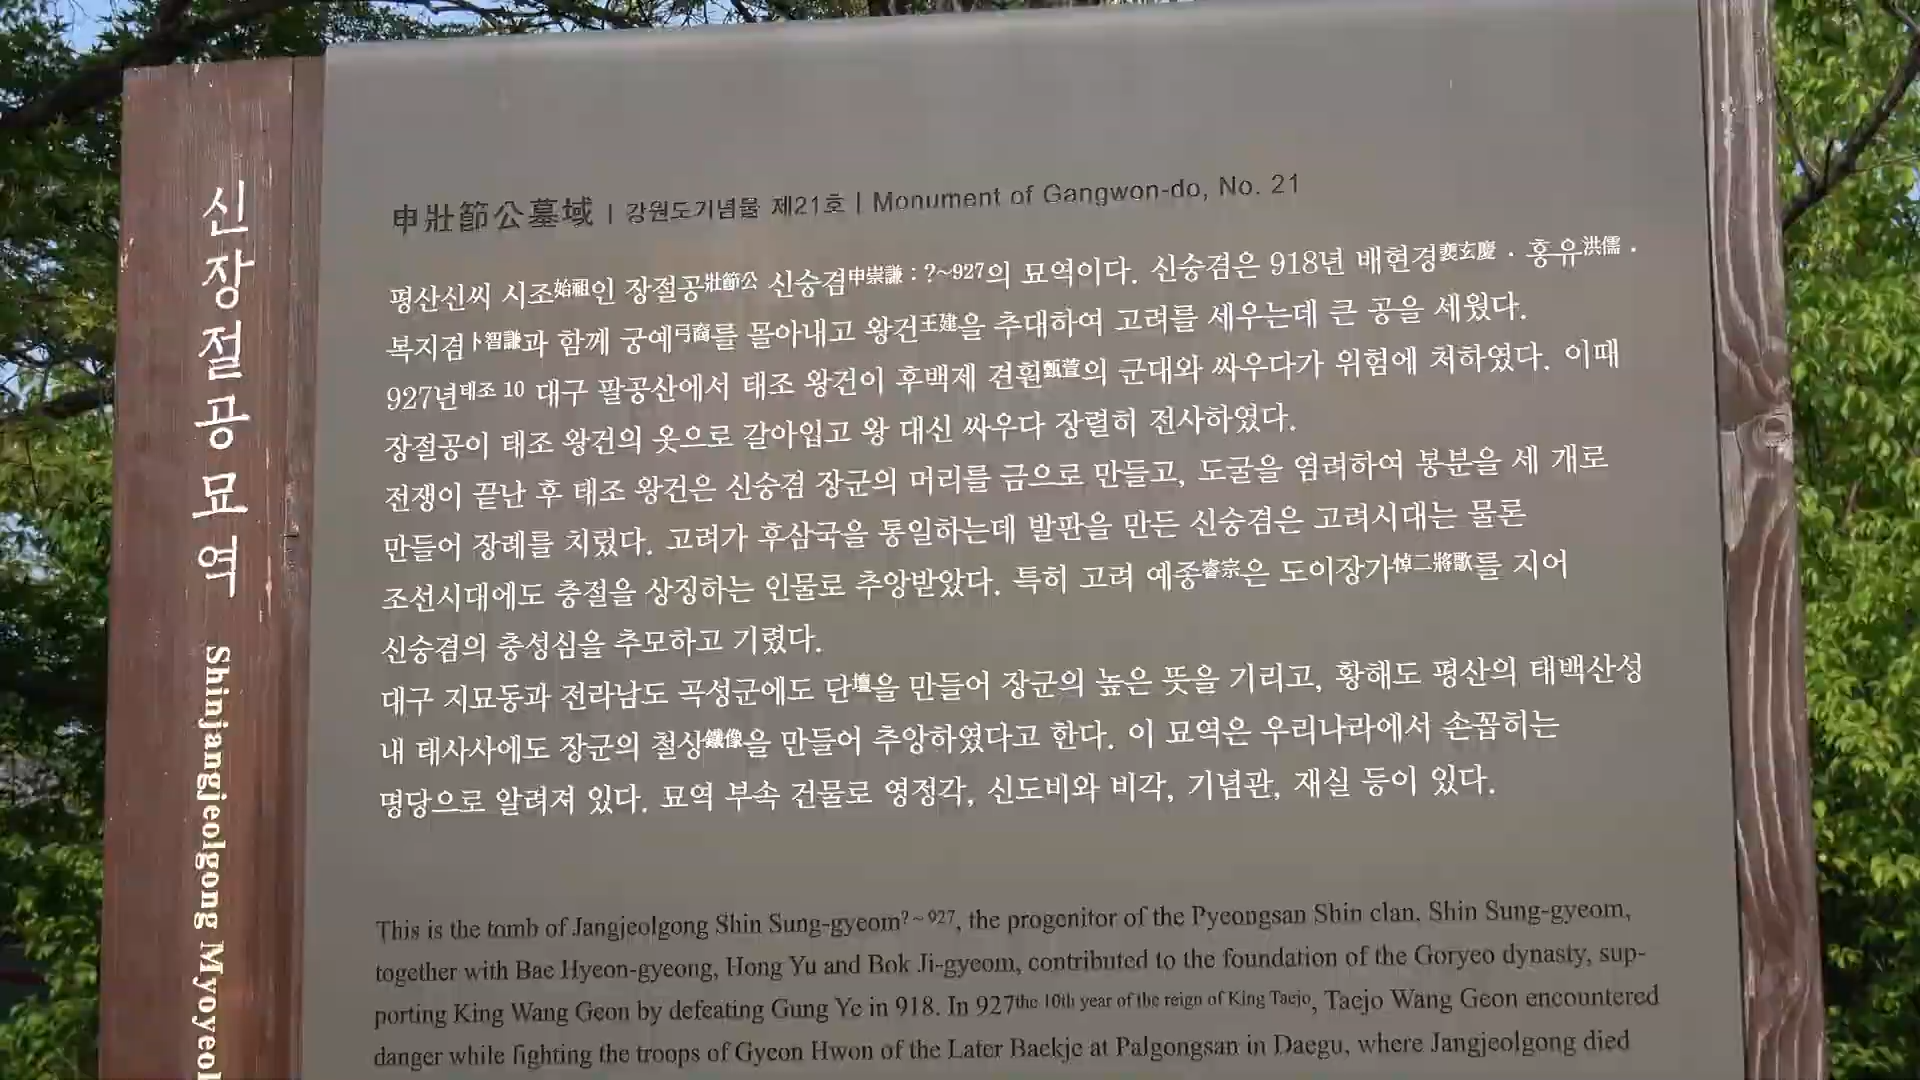 신장절공묘역 Shinjangjeolgong Myoyeol
申壯節公墓域 | 강원도기념물 제21호 | Monument of Gangwon-do, No. 21
평산신씨 시조始祖인 장절공壯節公 신숭겸申崇謙 : ?~927의 묘역이다. 신숭겸은 918년 배현경裵玄慶 · 홍유洪儒 ·
복지겸卜智謙과 함께 궁예弓裔를 몰아내고 왕건王建을 추대하여 고려를 세우는데 큰 공을 세웠다.
927년태조 10 대구 팔공산에서 태조 왕건이 후백제 견훤甄萱의 군대와 싸우다가 위험에 처하였다. 이때
장절공이 태조 왕건의 옷으로 갈아입고 왕 대신 싸우다 장렬히 전사하였다.
전쟁이 끝난 후 태조 왕건은 신숭겸 장군의 머리를 금으로 만들고, 도굴을 염려하여 봉분을 세 개로
만들어 장례를 치렀다. 고려가 후삼국을 통일하는데 발판을 만든 신숭겸은 고려시대는 물론
조선시대에도 충절을 상징하는 인물로 추앙받았다. 특히 고려 예종睿宗은 도이장가悼二將歌를 지어
신숭겸의 충성심을 추모하고 기렸다.
대구 지묘동과 전라남도 곡성군에도 단壇을 만들어 장군의 높은 뜻을 기리고, 황해도 평산의 태백산성
내 태사사에도 장군의 철상鐵像을 만들어 추앙하였다고 한다. 이 묘역은 우리나라에서 손꼽히는
명당으로 알려져 있다. 묘역 부속 건물로 영정각, 신도비와 비각, 기념관, 재실 등이 있다.
This is the tomb of Jangjeolgong Shin Sung-gyeom?~927, the progenitor of the Pyeongsan Shin clan. Shin Sung-gyeom,
together with Bae Hyeon-gyeong, Hong Yu and Bok Ji-gyeom, contributed to the foundation of the Goryeo dynasty, sup-
porting King Wang Geon by defeating Gung Ye in 918. In 927the 10th year of the reign of King Taejo, Taejo Wang Geon encountered
danger while fighting the troops of Gyeon Hwon of the Later Baekje at Palgongsan in Daegu, where Jangjeolgong died